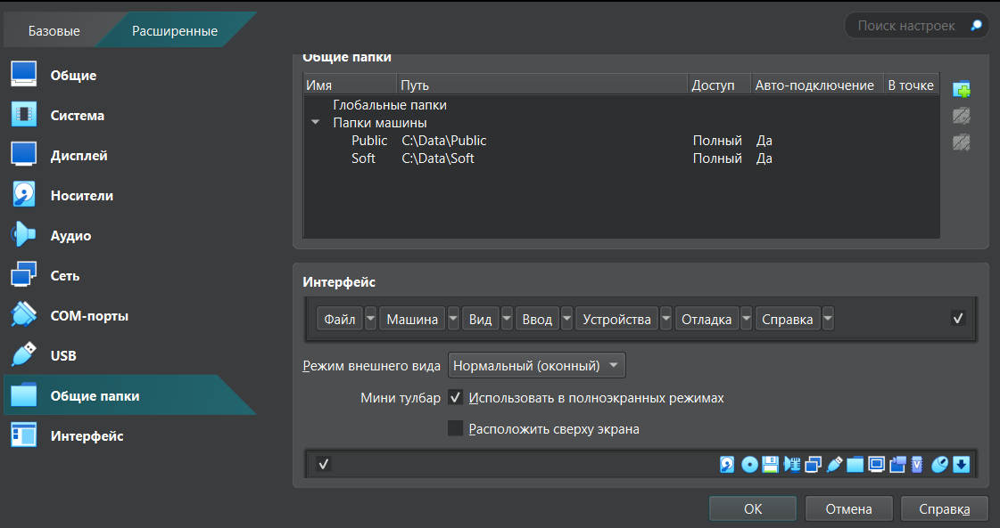 Базовые
Расширенные
Поиск настроек
Общие
Система
Дисплей
Носители
Аудио
Сеть
COM-порты
USB
Общие папки
Интерфейс
Общие папки
Имя Путь Доступ Авто-подключение В точке
Глобальные папки
Папки машины
Public C:\Data\Public Полный Да
Soft C:\Data\Soft Полный Да
Интерфейс
Файл Машина Вид Ввод Устройства Отладка Справка
Режим внешнего вида Нормальный (оконный)
Мини тулбар Использовать в полноэкранных режимах
Расположить сверху экрана
OK Отмена Справка